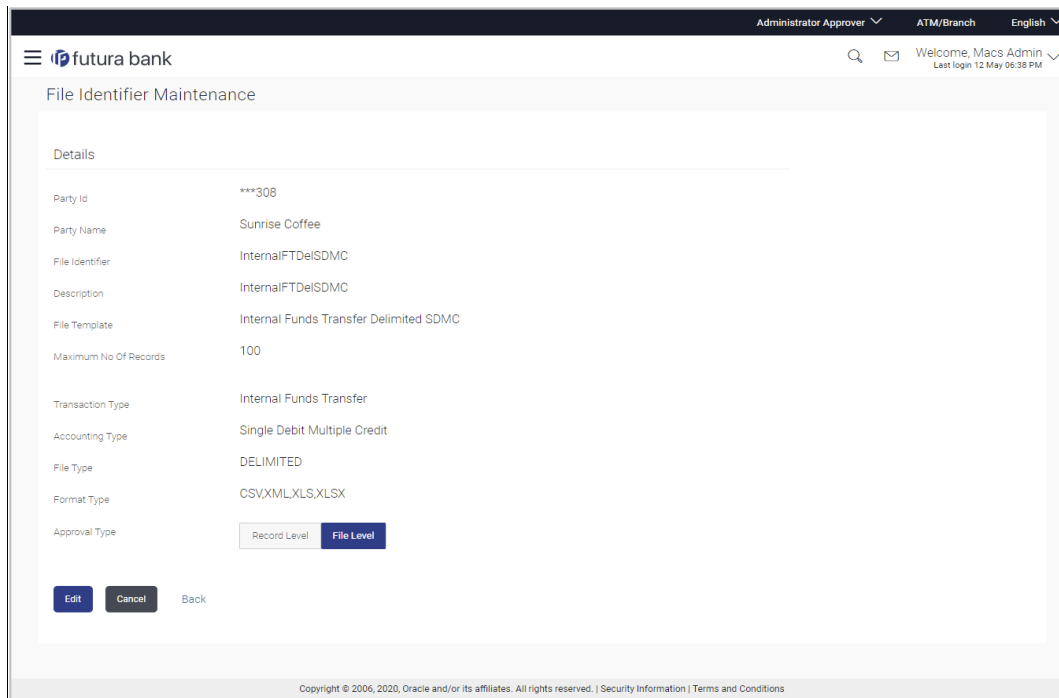 Administrator Approver ATM/Branch English
futura bank Welcome, Macs Admin
Last login 12 May 06:38 PM
File Identifier Maintenance
Details
Party Id ***308
Party Name Sunrise Coffee
File Identifier InternalFTDelSDMC
Description InternalFTDelSDMC
File Template Internal Funds Transfer Delimited SDMC
Maximum No Of Records 100
Transaction Type Internal Funds Transfer
Accounting Type Single Debit Multiple Credit
File Type DELIMITED
Format Type CSV,XML,XLS,XLSX
Approval Type Record Level File Level
Edit Cancel Back
Copyright © 2006, 2020, Oracle and/or its affiliates. All rights reserved. | Security Information | Terms and Conditions